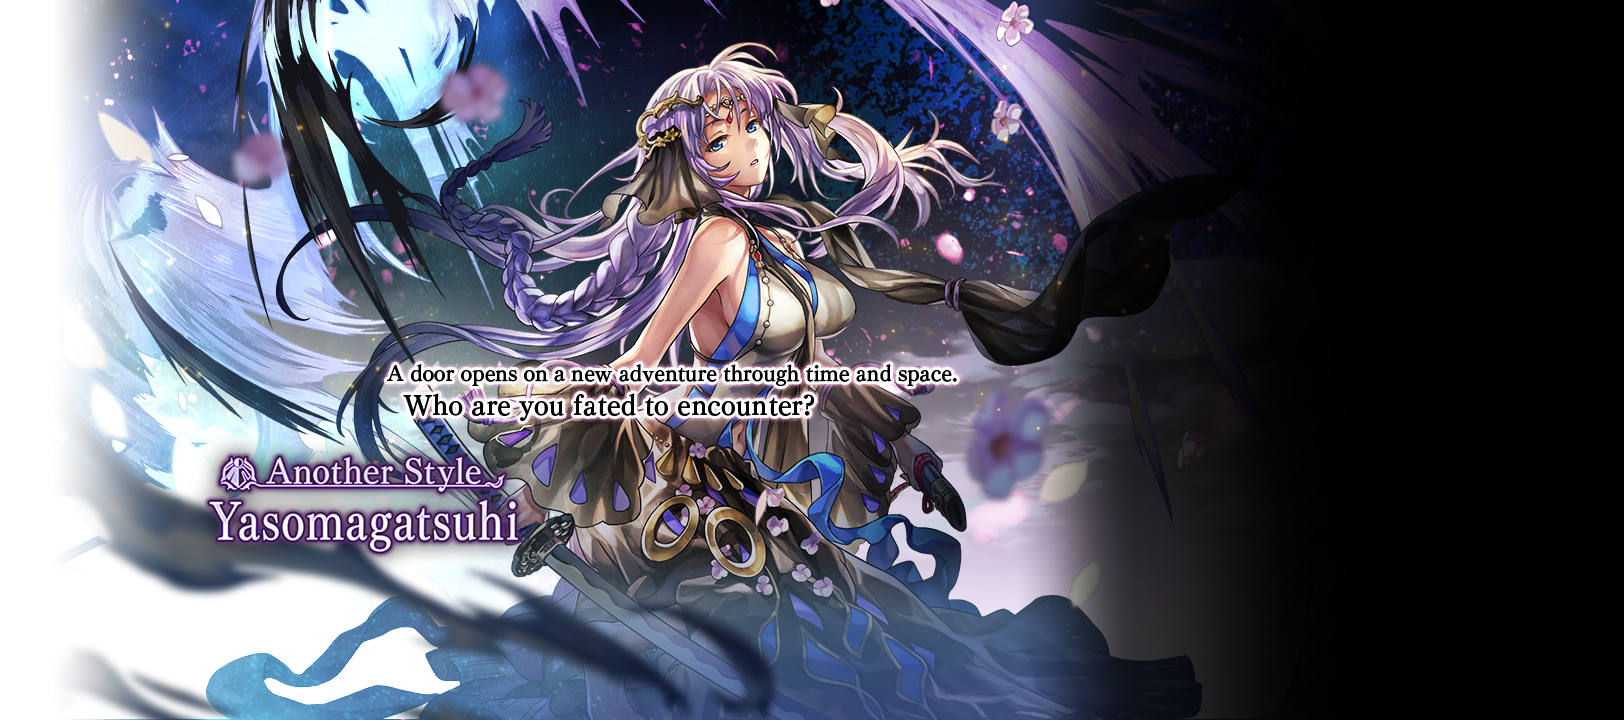 A door opens on a new adventure through time and space.
Who are you fated to encounter?
Another Style
Yasomagatsuhi